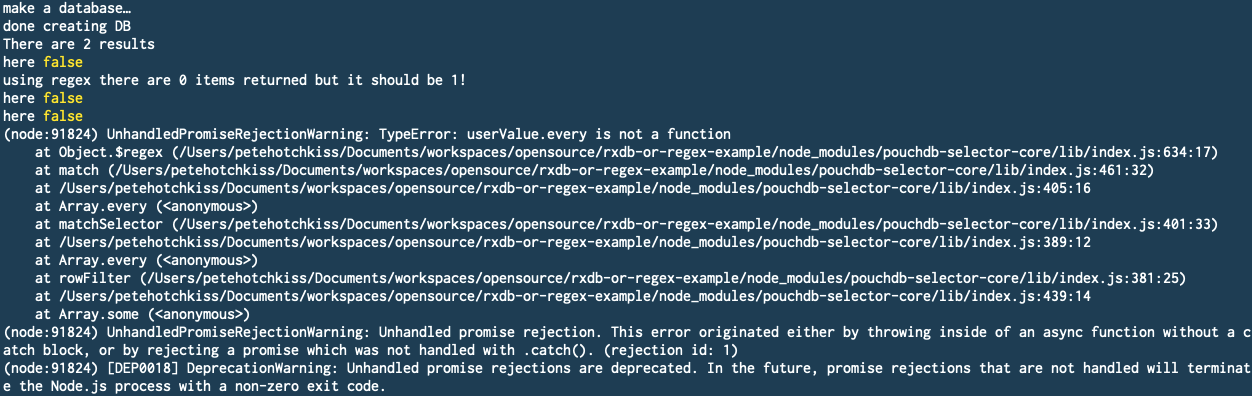 make a database…
done creating DB
There are 2 results
here false
using regex there are 0 items returned but it should be 1!
here false
here false
(node:91824) UnhandledPromiseRejectionWarning: TypeError: userValue.every is not a function
    at Object.$regex (/Users/petehotchkiss/Documents/workspaces/opensource/rxdb-or-regex-example/node_modules/pouchdb-selector-core/lib/index.js:634:17)
    at match (/Users/petehotchkiss/Documents/workspaces/opensource/rxdb-or-regex-example/node_modules/pouchdb-selector-core/lib/index.js:461:32)
    at /Users/petehotchkiss/Documents/workspaces/opensource/rxdb-or-regex-example/node_modules/pouchdb-selector-core/lib/index.js:405:16
    at Array.every (<anonymous>)
    at matchSelector (/Users/petehotchkiss/Documents/workspaces/opensource/rxdb-or-regex-example/node_modules/pouchdb-selector-core/lib/index.js:401:33)
    at /Users/petehotchkiss/Documents/workspaces/opensource/rxdb-or-regex-example/node_modules/pouchdb-selector-core/lib/index.js:389:12
    at Array.every (<anonymous>)
    at rowFilter (/Users/petehotchkiss/Documents/workspaces/opensource/rxdb-or-regex-example/node_modules/pouchdb-selector-core/lib/index.js:381:25)
    at /Users/petehotchkiss/Documents/workspaces/opensource/rxdb-or-regex-example/node_modules/pouchdb-selector-core/lib/index.js:439:14
    at Array.some (<anonymous>)
(node:91824) UnhandledPromiseRejectionWarning: Unhandled promise rejection. This error originated either by throwing inside of an async function without a c
atch block, or by rejecting a promise which was not handled with .catch(). (rejection id: 1)
(node:91824) [DEP0018] DeprecationWarning: Unhandled promise rejections are deprecated. In the future, promise rejections that are not handled will terminat
e the Node.js process with a non-zero exit code.